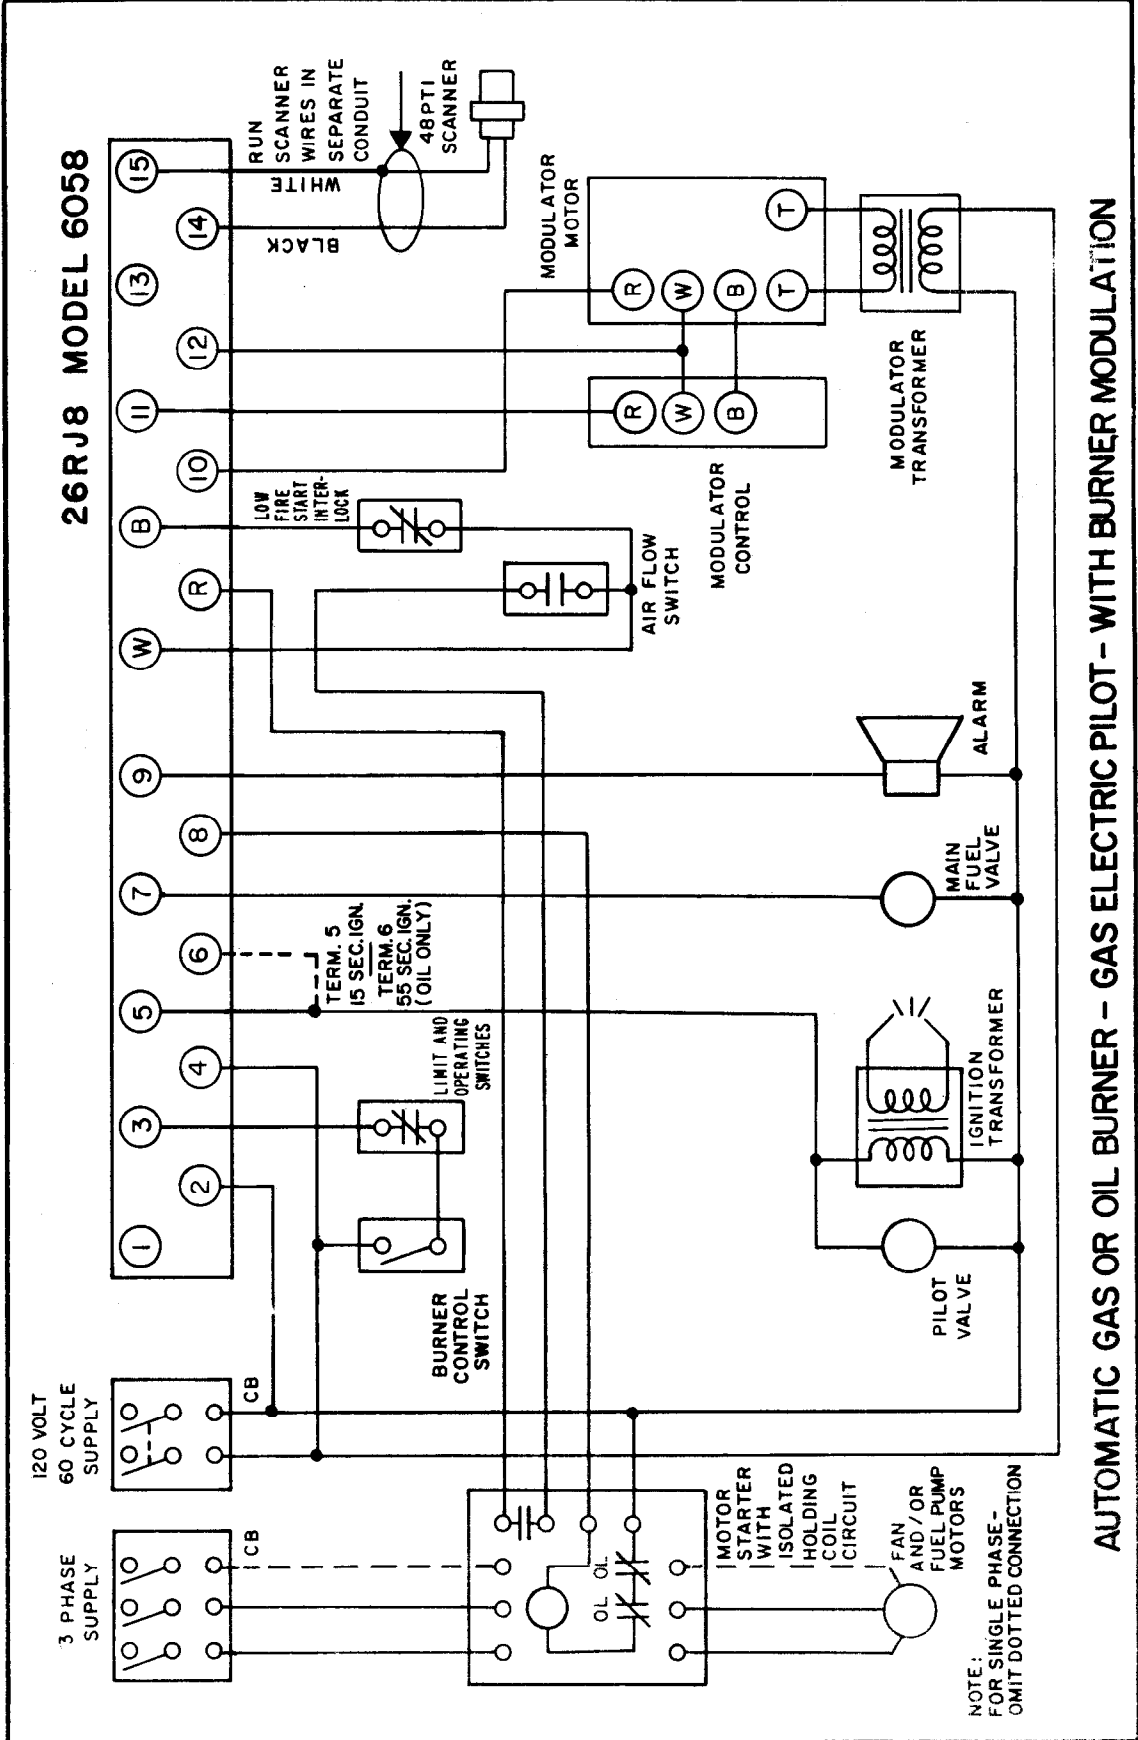 26RJ8 MODEL 6058
120 VOLT
60 CYCLE
SUPPLY
3 PHASE
SUPPLY
CB
CB
1
2
3
4
5
6
7
8
9
W
R
B
10
11
12
13
14
15
BURNER
CONTROL
SWITCH
LIMIT AND
OPERATING
SWITCHES
TERM. 5
15 SEC. IGN.
TERM. 6
55 SEC. IGN.
(OIL ONLY)
LOW
FIRE
START
INTER-
LOCK
AIR FLOW
SWITCH
BLACK
WHITE
RUN
SCANNER
WIRES IN
SEPARATE
CONDUIT
48PT1
SCANNER
MODULATOR
CONTROL
R
W
B
MODULATOR
MOTOR
R
W
B
T
T
MODULATOR
TRANSFORMER
ALARM
MAIN
FUEL
VALVE
IGNITION
TRANSFORMER
PILOT
VALVE
OL
OL
MOTOR
STARTER
WITH
ISOLATED
HOLDING
COIL
CIRCUIT
FAN
AND/OR
FUEL PUMP
MOTORS
NOTE:
FOR SINGLE PHASE-
OMIT DOTTED CONNECTION
AUTOMATIC GAS OR OIL BURNER - GAS ELECTRIC PILOT - WITH BURNER MODULATION